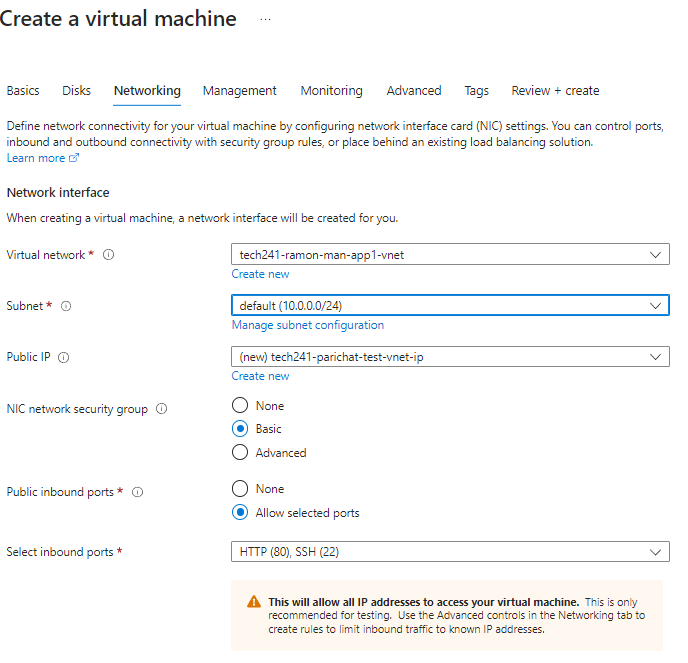 Create a virtual machine ...
Basics Disks Networking Management Monitoring Advanced Tags Review + create
Define network connectivity for your virtual machine by configuring network interface card (NIC) settings. You can control ports,
inbound and outbound connectivity with security group rules, or place behind an existing load balancing solution.
Learn more
Network interface
When creating a virtual machine, a network interface will be created for you.
Virtual network * tech241-ramon-man-app1-vnet
Create new
Subnet * default (10.0.0.0/24)
Manage subnet configuration
Public IP (new) tech241-parichat-test-vnet-ip
Create new
NIC network security group None
Basic
Advanced
Public inbound ports * None
Allow selected ports
Select inbound ports * HTTP (80), SSH (22)
This will allow all IP addresses to access your virtual machine. This is only
recommended for testing. Use the Advanced controls in the Networking tab to
create rules to limit inbound traffic to known IP addresses.